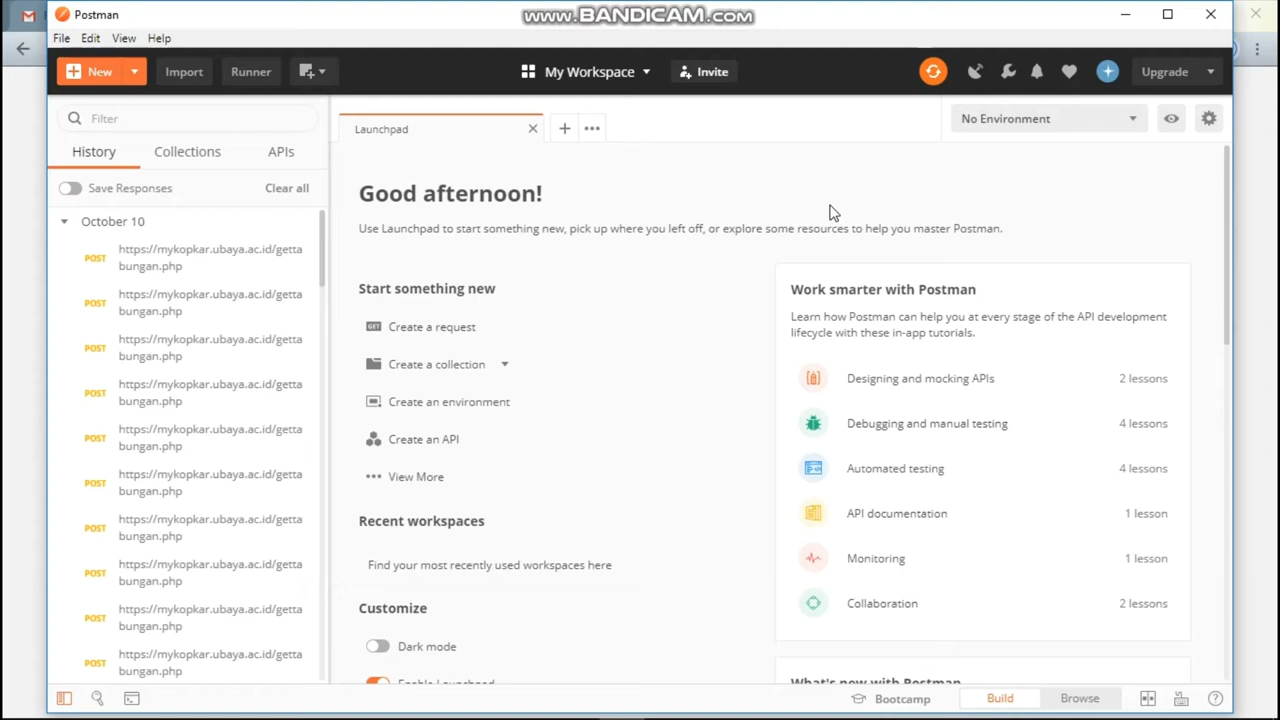 www.BANDICAM.com
Postman
File Edit View Help
New Import Runner My Workspace Invite Upgrade
Filter
History Collections APIs
Save Responses Clear all
October 10
POST https://mykopkar.ubaya.ac.id/getta
bungan.php
POST https://mykopkar.ubaya.ac.id/getta
bungan.php
POST https://mykopkar.ubaya.ac.id/getta
bungan.php
POST https://mykopkar.ubaya.ac.id/getta
bungan.php
POST https://mykopkar.ubaya.ac.id/getta
bungan.php
POST https://mykopkar.ubaya.ac.id/getta
bungan.php
POST https://mykopkar.ubaya.ac.id/getta
bungan.php
POST https://mykopkar.ubaya.ac.id/getta
bungan.php
POST https://mykopkar.ubaya.ac.id/getta
bungan.php
POST https://mykopkar.ubaya.ac.id/getta
bungan.php
Launchpad
No Environment
Good afternoon!
Use Launchpad to start something new, pick up where you left off, or explore some resources to help you master Postman.
Start something new
GET Create a request
Create a collection
Create an environment
Create an API
View More
Recent workspaces
Find your most recently used workspaces here
Customize
Dark mode
Enable Launchpad
Work smarter with Postman
Learn how Postman can help you at every stage of the API development
lifecycle with these in-app tutorials.
Designing and mocking APIs 2 lessons
Debugging and manual testing 4 lessons
Automated testing 4 lessons
API documentation 1 lesson
Monitoring 1 lesson
Collaboration 2 lessons
What's new with Postman
Bootcamp Build Browse